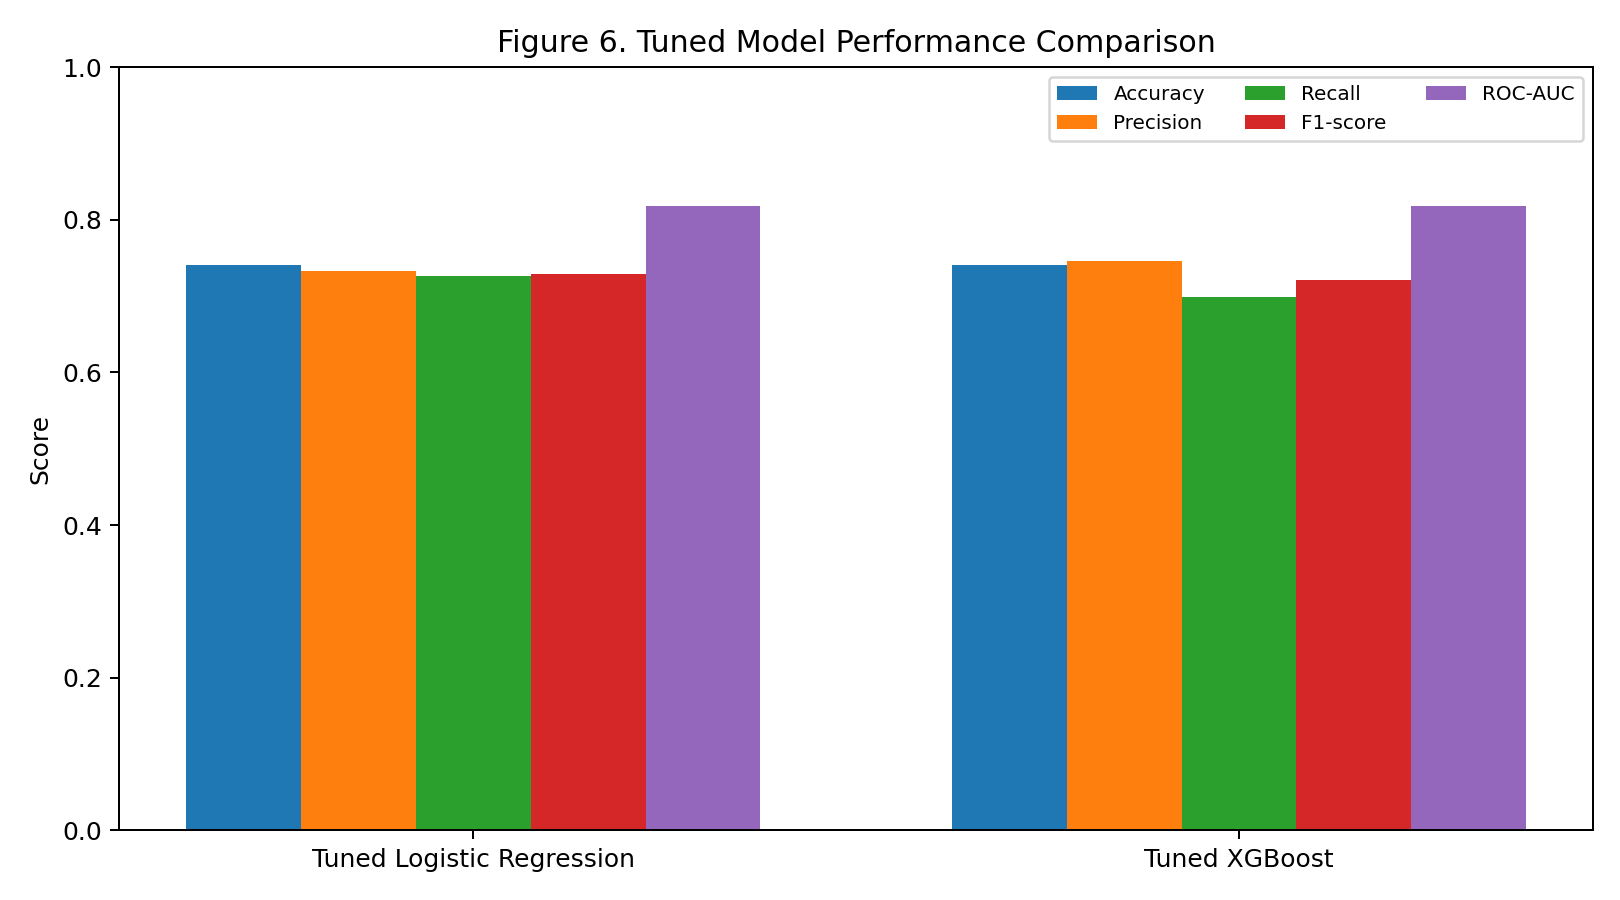 Figure 6. Tuned Model Performance Comparison
1.0
0.8
0.6
0.4
0.2
0.0
Score
Accuracy
Precision
Recall
F1-score
ROC-AUC
Tuned Logistic Regression
Tuned XGBoost